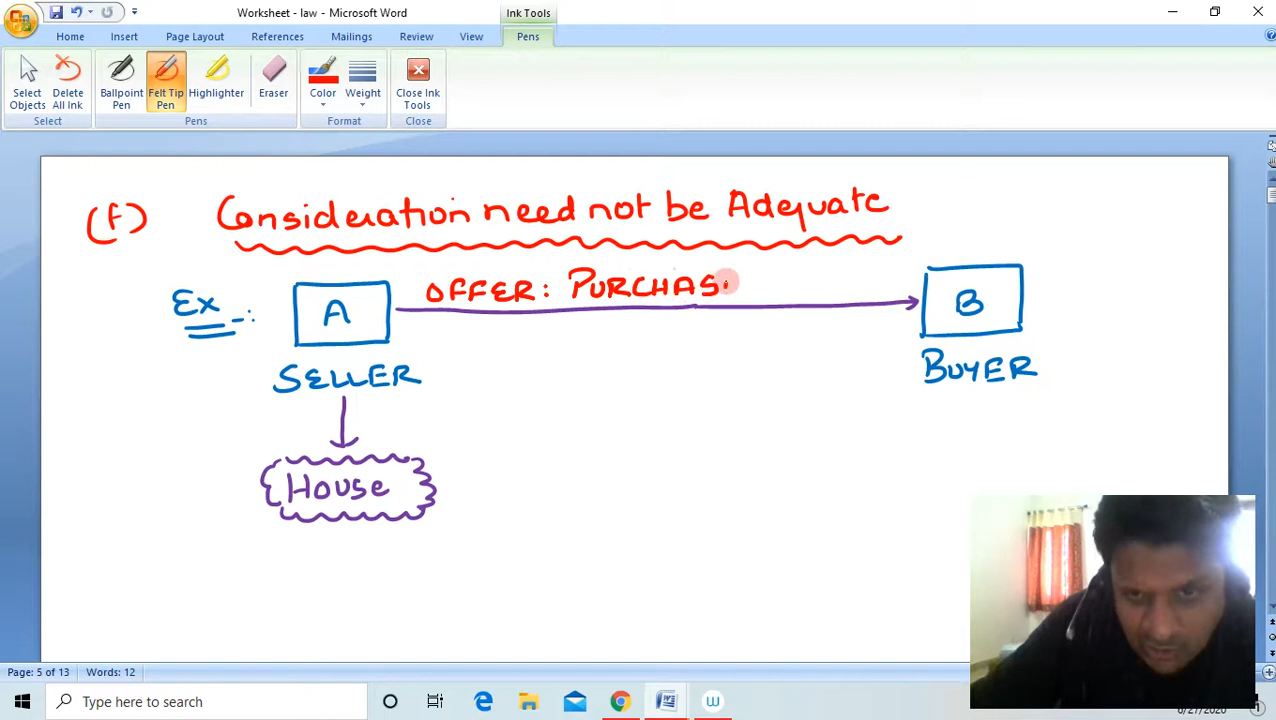 Worksheet - law - Microsoft Word
Ink Tools
Home Insert Page Layout References Mailings Review View Pens
Select Objects
Delete All Ink
Ballpoint Pen
Felt Tip Pen
Highlighter
Eraser
Color
Weight
Close Ink Tools
Select Pens Format Close
(f) Consideration need not be Adequate
Ex -:
A
OFFER: PURCHAS
B
SELLER
BUYER
House
Page: 5 of 13 Words: 12
Type here to search
6/27/2020